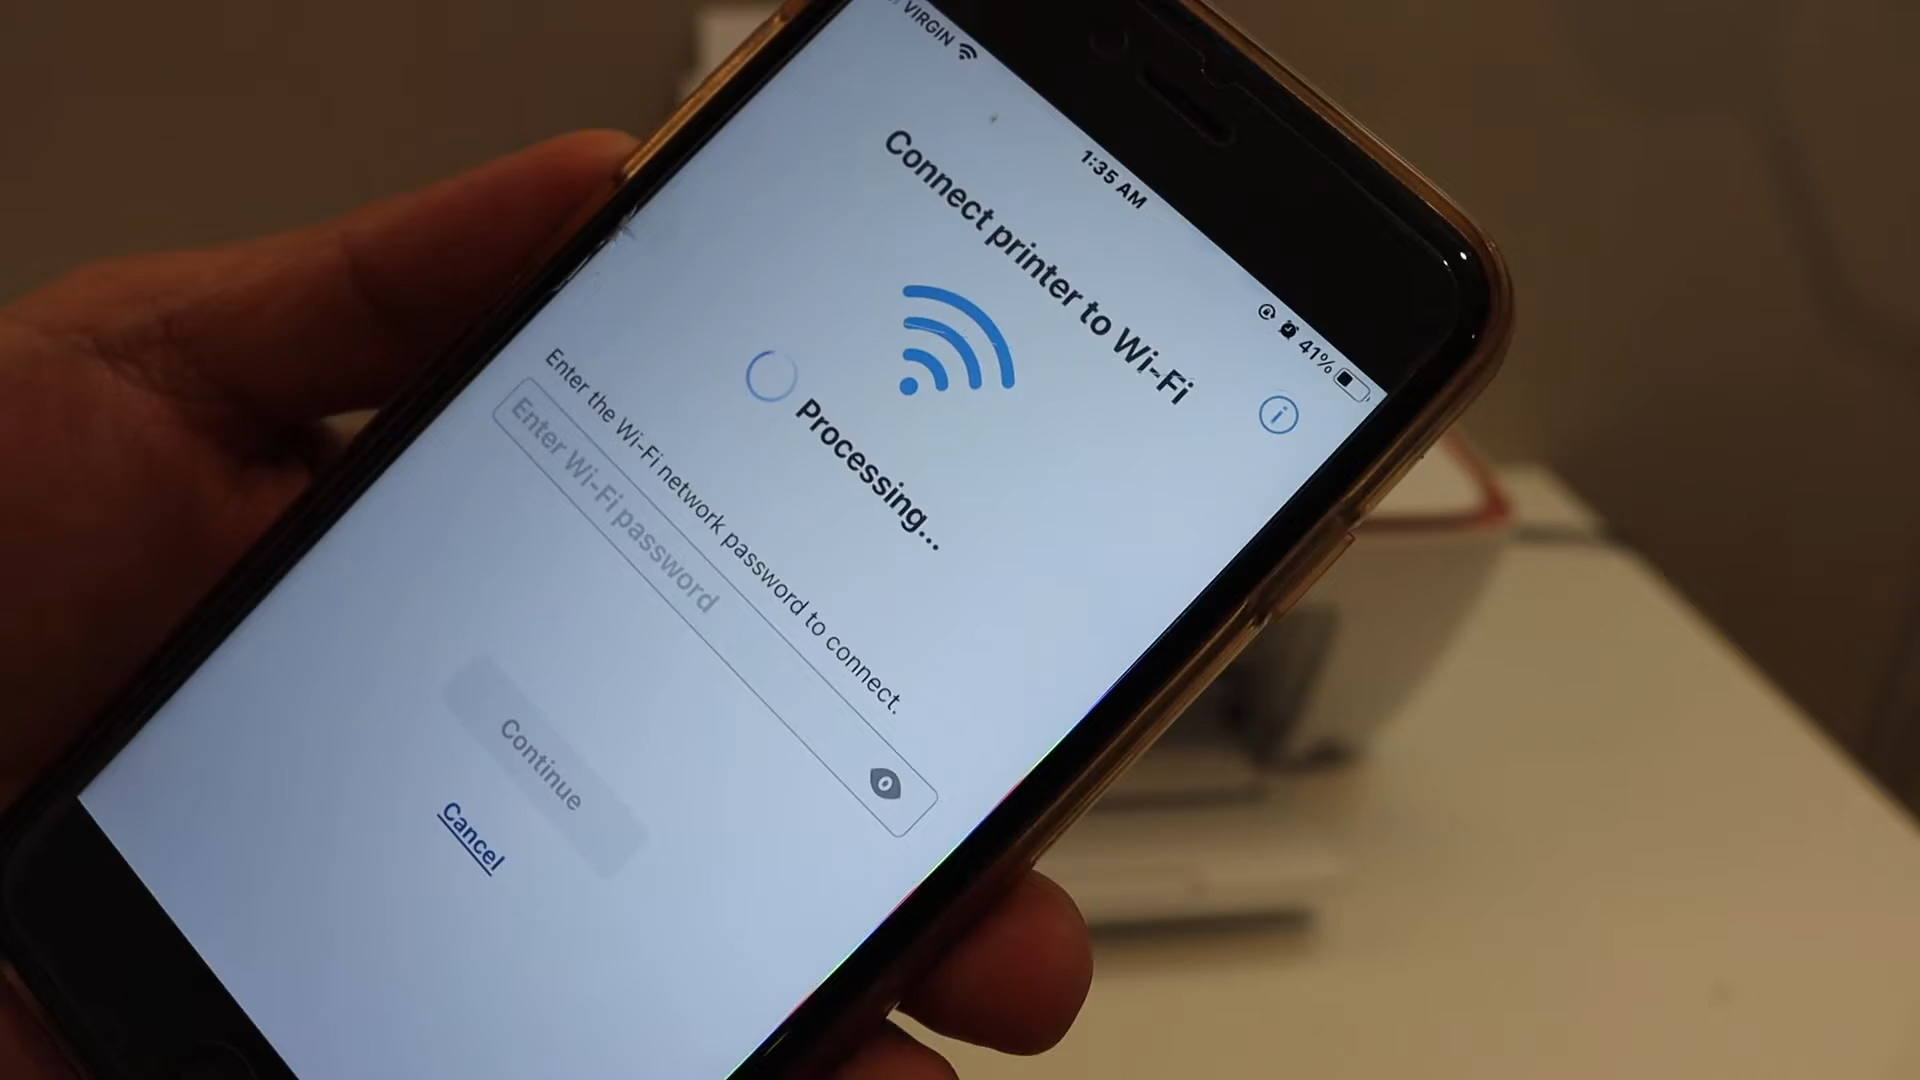 VIRGIN
1:35 AM
41%
Connect printer to Wi-Fi
Processing...
Enter the Wi-Fi network password to connect.
Enter Wi-Fi password
Continue
Cancel